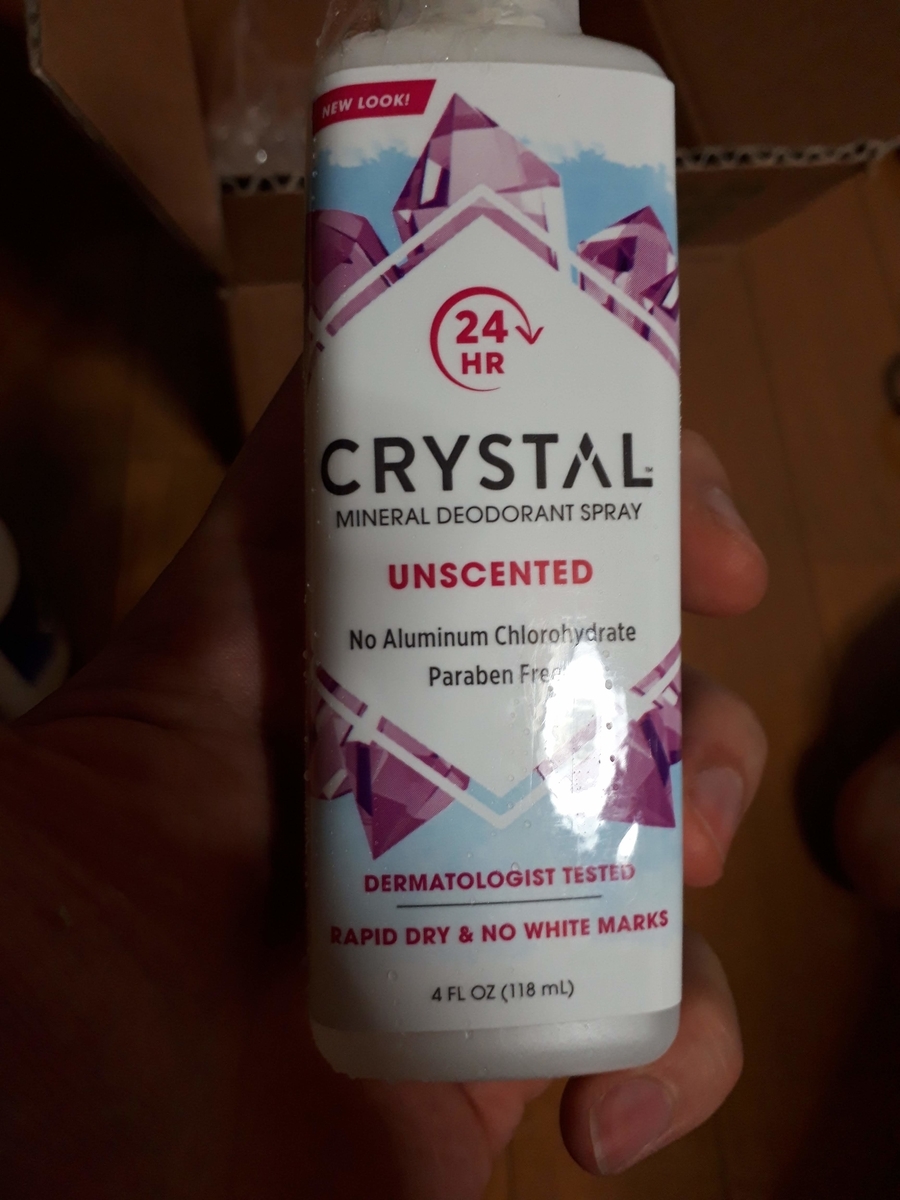 NEW LOOK!
24
HR
CRYSTAL™
MINERAL DEODORANT SPRAY
UNSCENTED
No Aluminum Chlorohydrate
Paraben Free
DERMATOLOGIST TESTED
RAPID DRY & NO WHITE MARKS
4 FL OZ (118 mL)